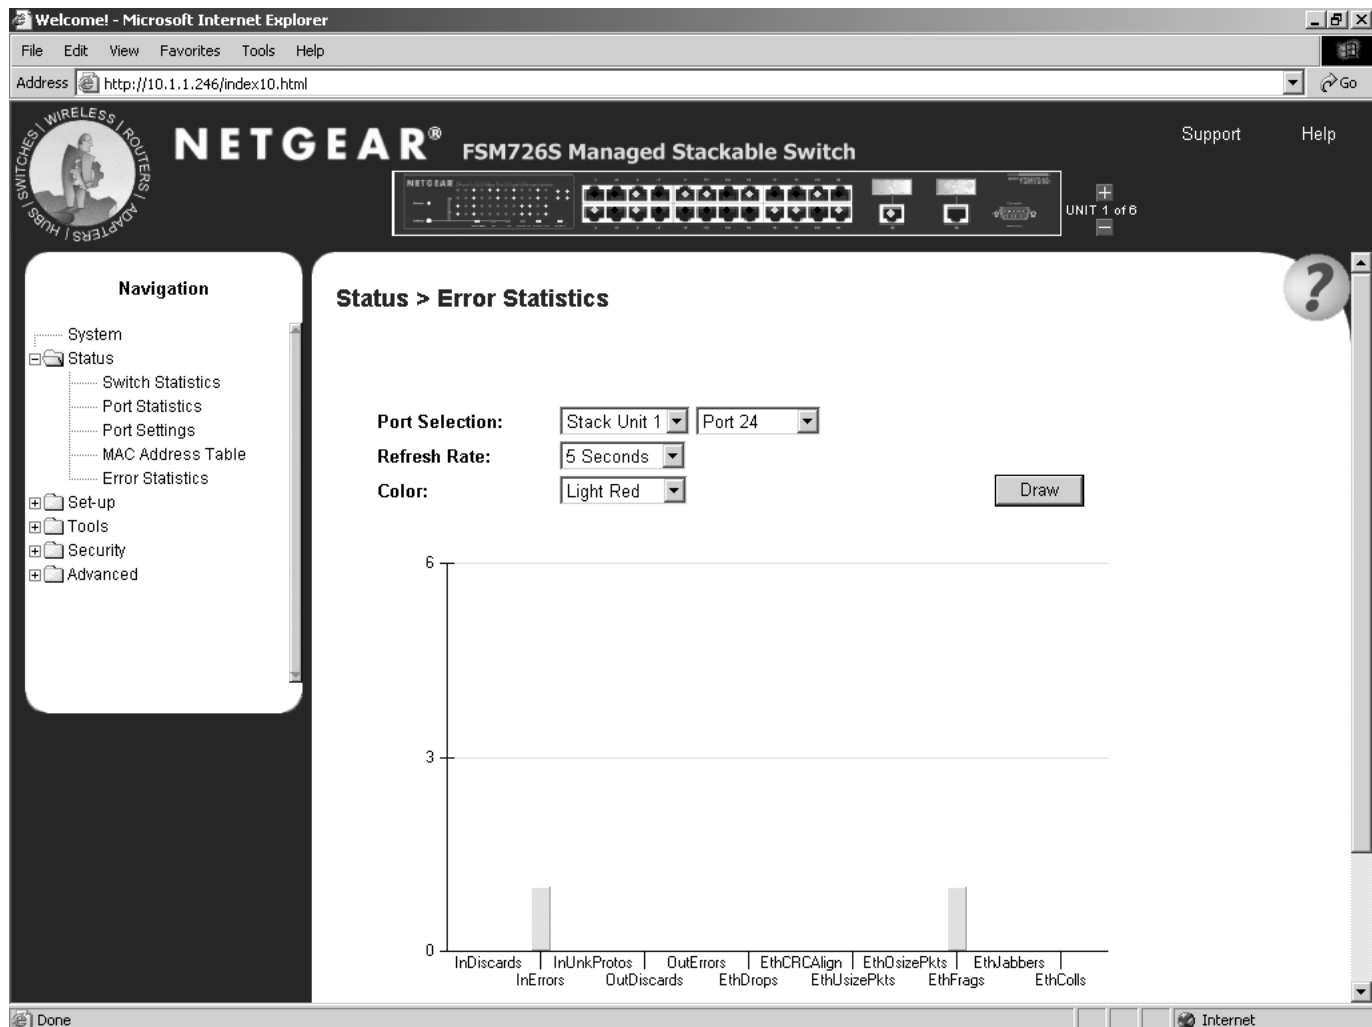 Welcome! - Microsoft Internet Explorer
File Edit View Favorites Tools Help
Address http://10.1.1.246/index10.html Go
SWITCHES | WIRELESS | ROUTERS | ADAPTERS | HUBS |
NETGEAR® FSM726S Managed Stackable Switch
Support Help
NETGEAR
UNIT 1 of 6
Navigation
System
Status
Switch Statistics
Port Statistics
Port Settings
MAC Address Table
Error Statistics
Set-up
Tools
Security
Advanced
Status > Error Statistics
?
Port Selection: Stack Unit 1 Port 24
Refresh Rate: 5 Seconds
Color: Light Red
Draw
6
3
0
InDiscards InUnkProtos OutErrors EthCRCAlign EthOsizePkts EthJabbers
InErrors OutDiscards EthDrops EthUsizePkts EthFrags EthColls
Done Internet